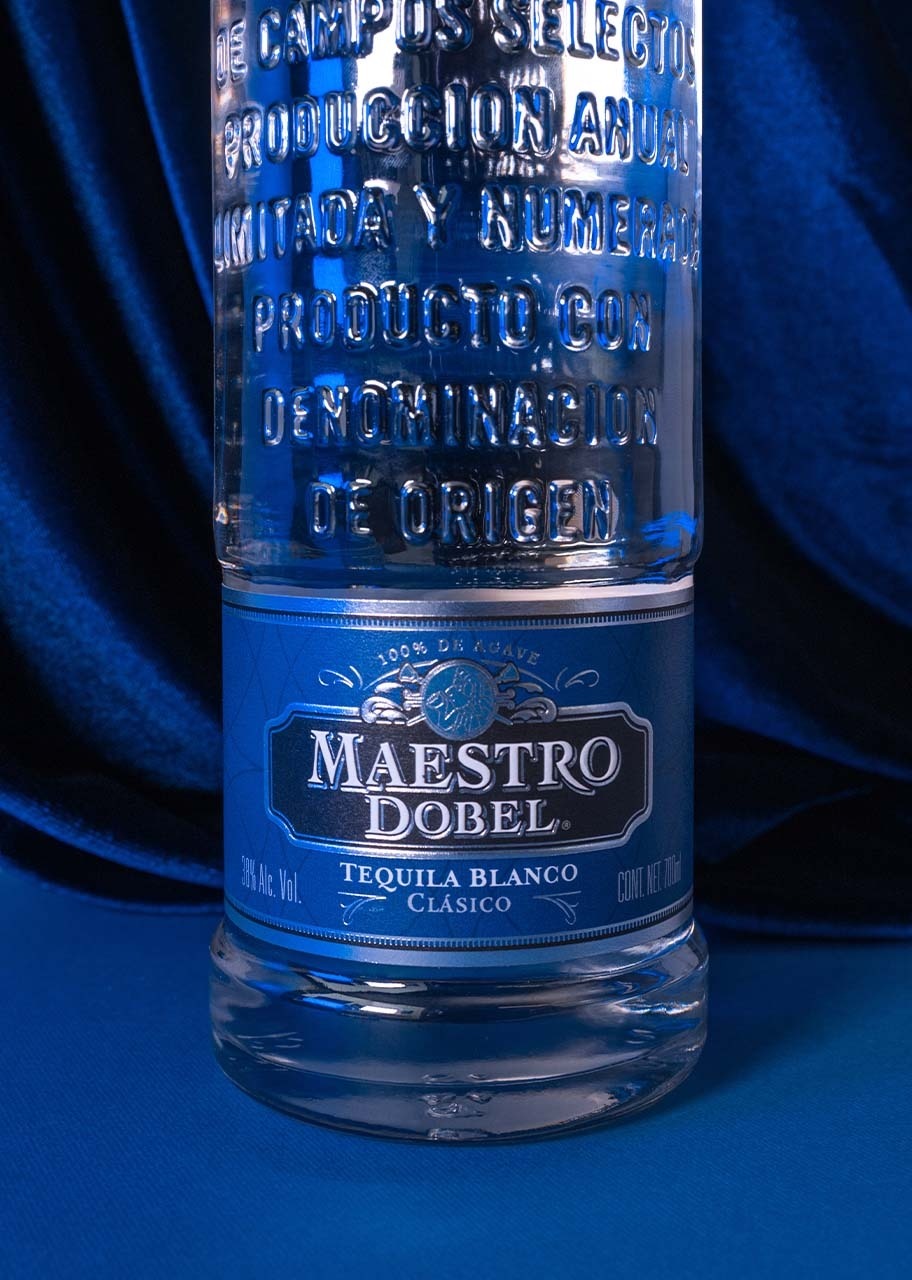 DE CAMPOS SELECTOS
PRODUCCION ANUAL
LIMITADA Y NUMERADA
PRODUCTO CON
DENOMINACION
DE ORIGEN
100% DE AGAVE
MAESTRO
DOBEL®
TEQUILA BLANCO
CLÁSICO
38% Alc. Vol.
CONT. NET. 700ml